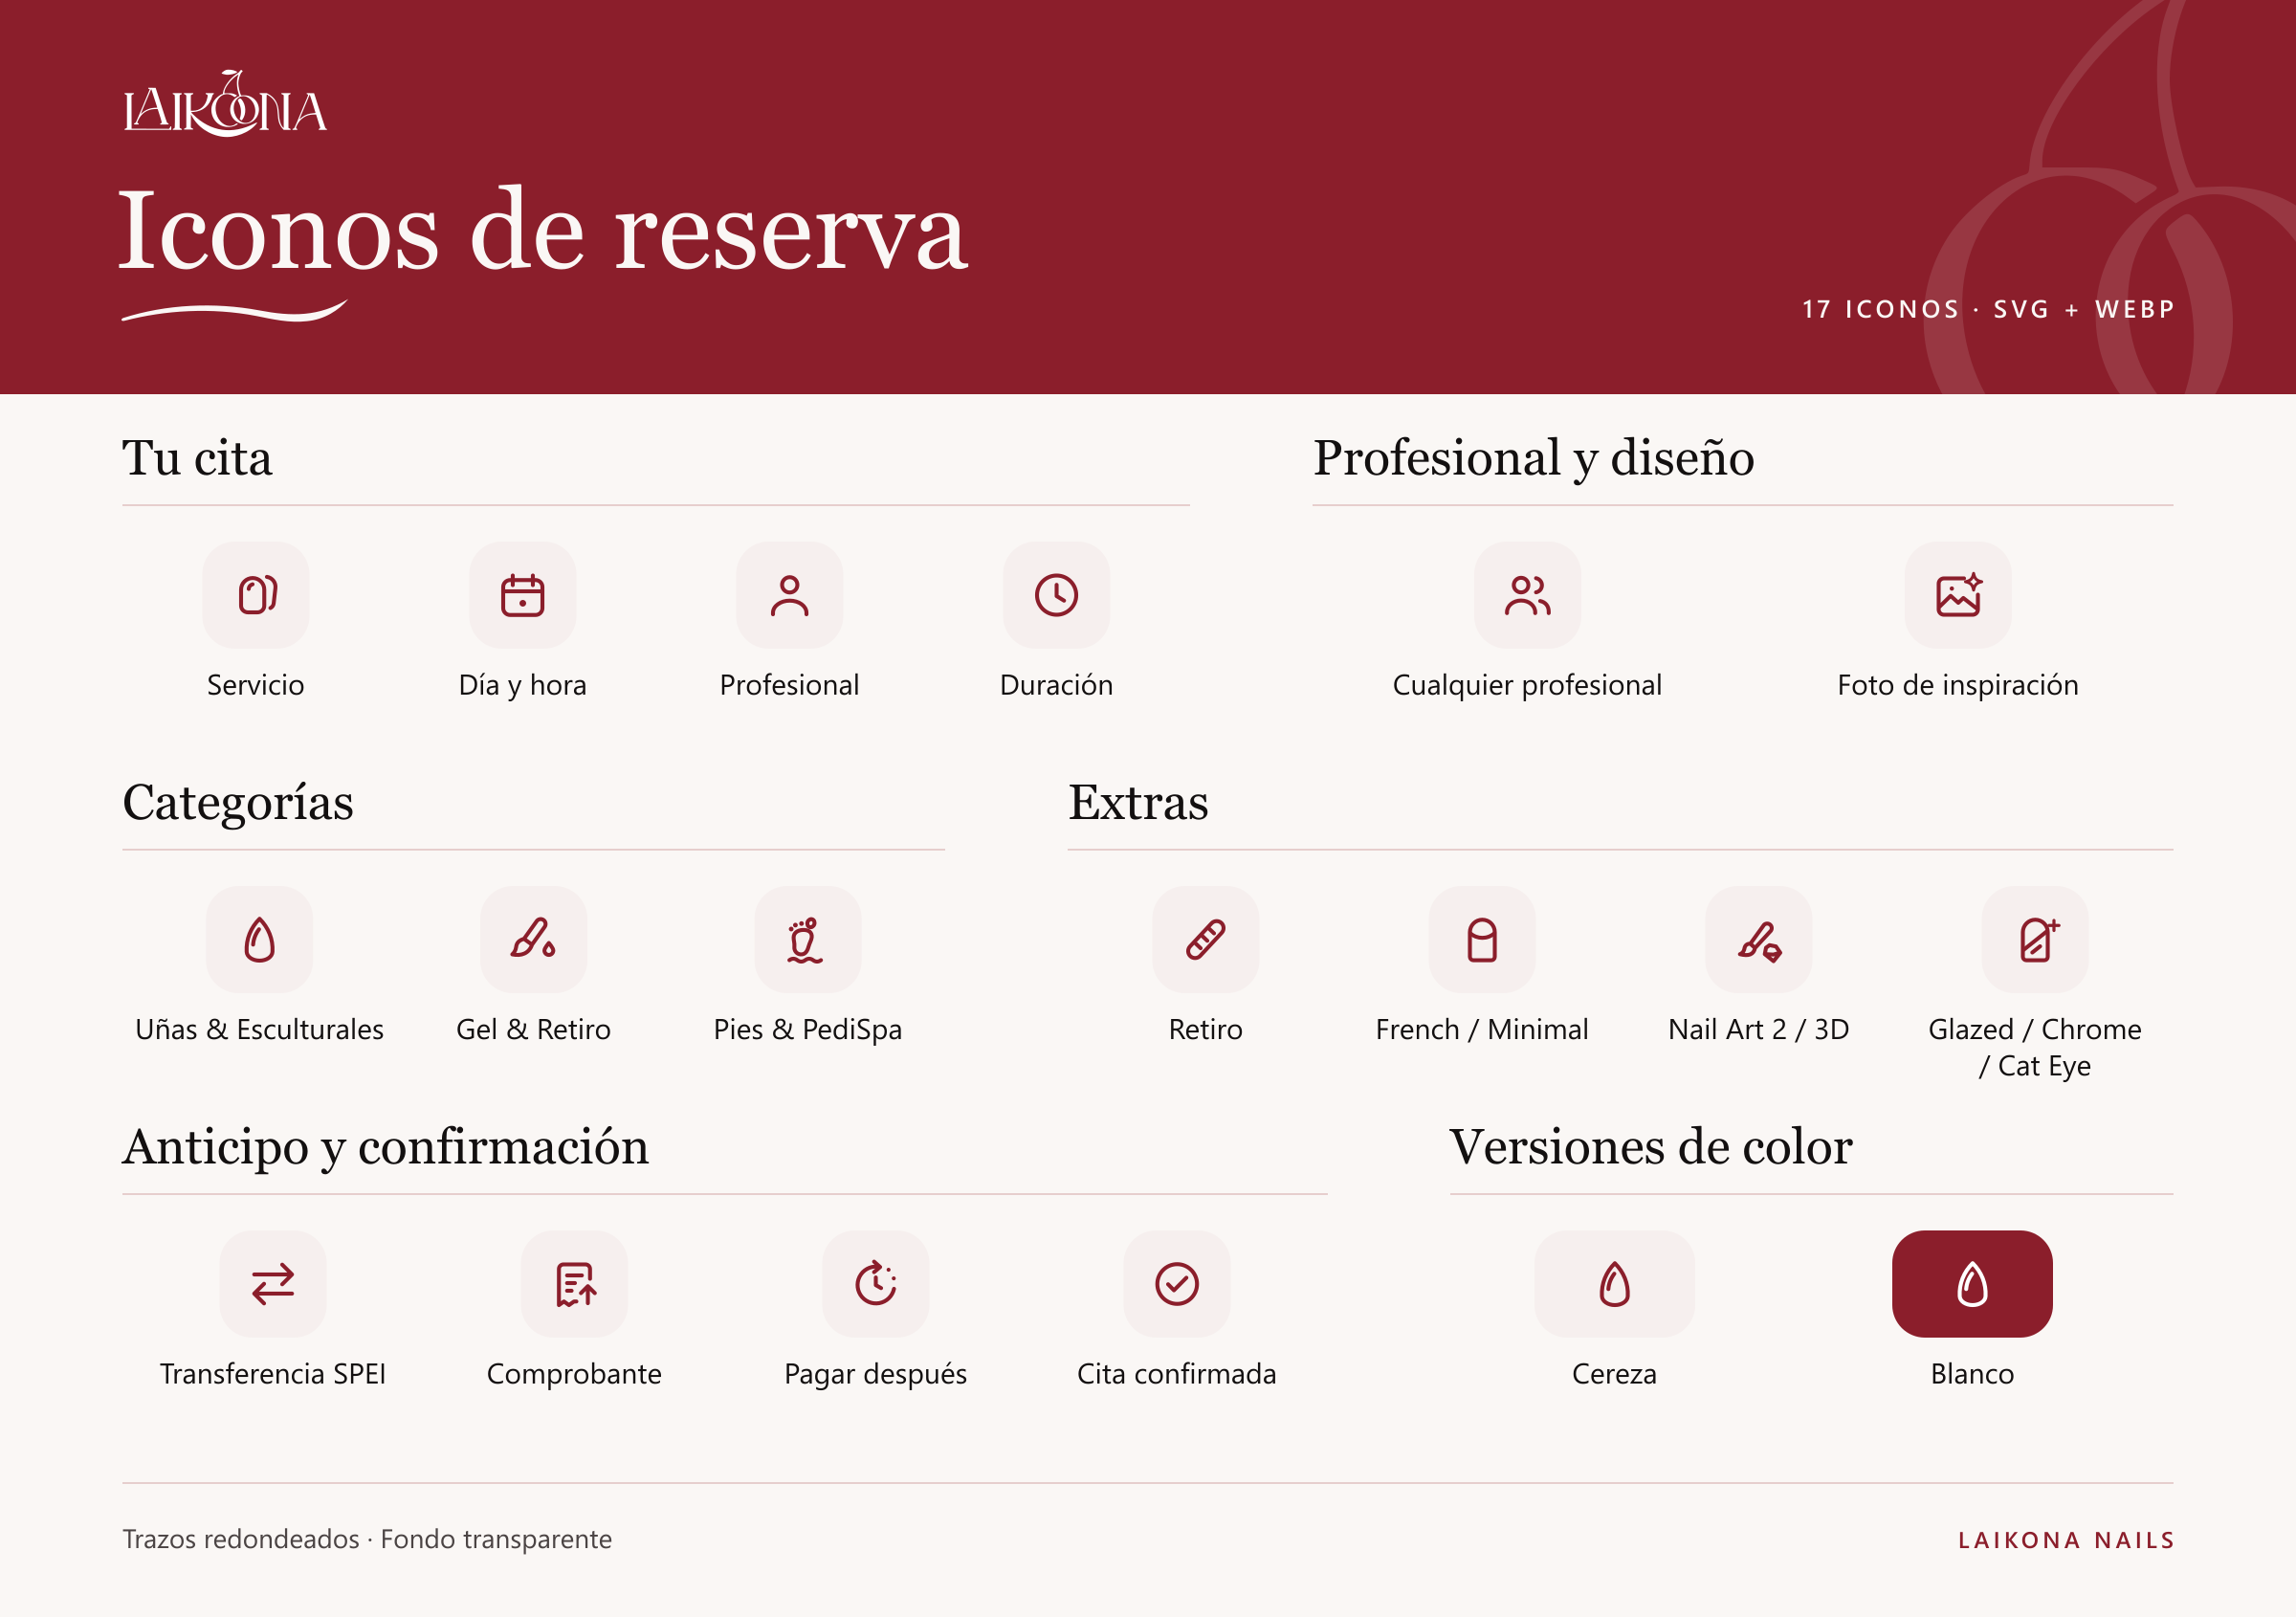 LAIKONA
Iconos de reserva
17 ICONOS · SVG + WEBP
Tu cita
Servicio
Día y hora
Profesional
Duración
Profesional y diseño
Cualquier profesional
Foto de inspiración
Categorías
Uñas & Esculturales
Gel & Retiro
Pies & PediSpa
Extras
Retiro
French / Minimal
Nail Art 2 / 3D
Glazed / Chrome
/ Cat Eye
Anticipo y confirmación
Transferencia SPEI
Comprobante
Pagar después
Cita confirmada
Versiones de color
Cereza
Blanco
Trazos redondeados · Fondo transparente
LAIKONA NAILS